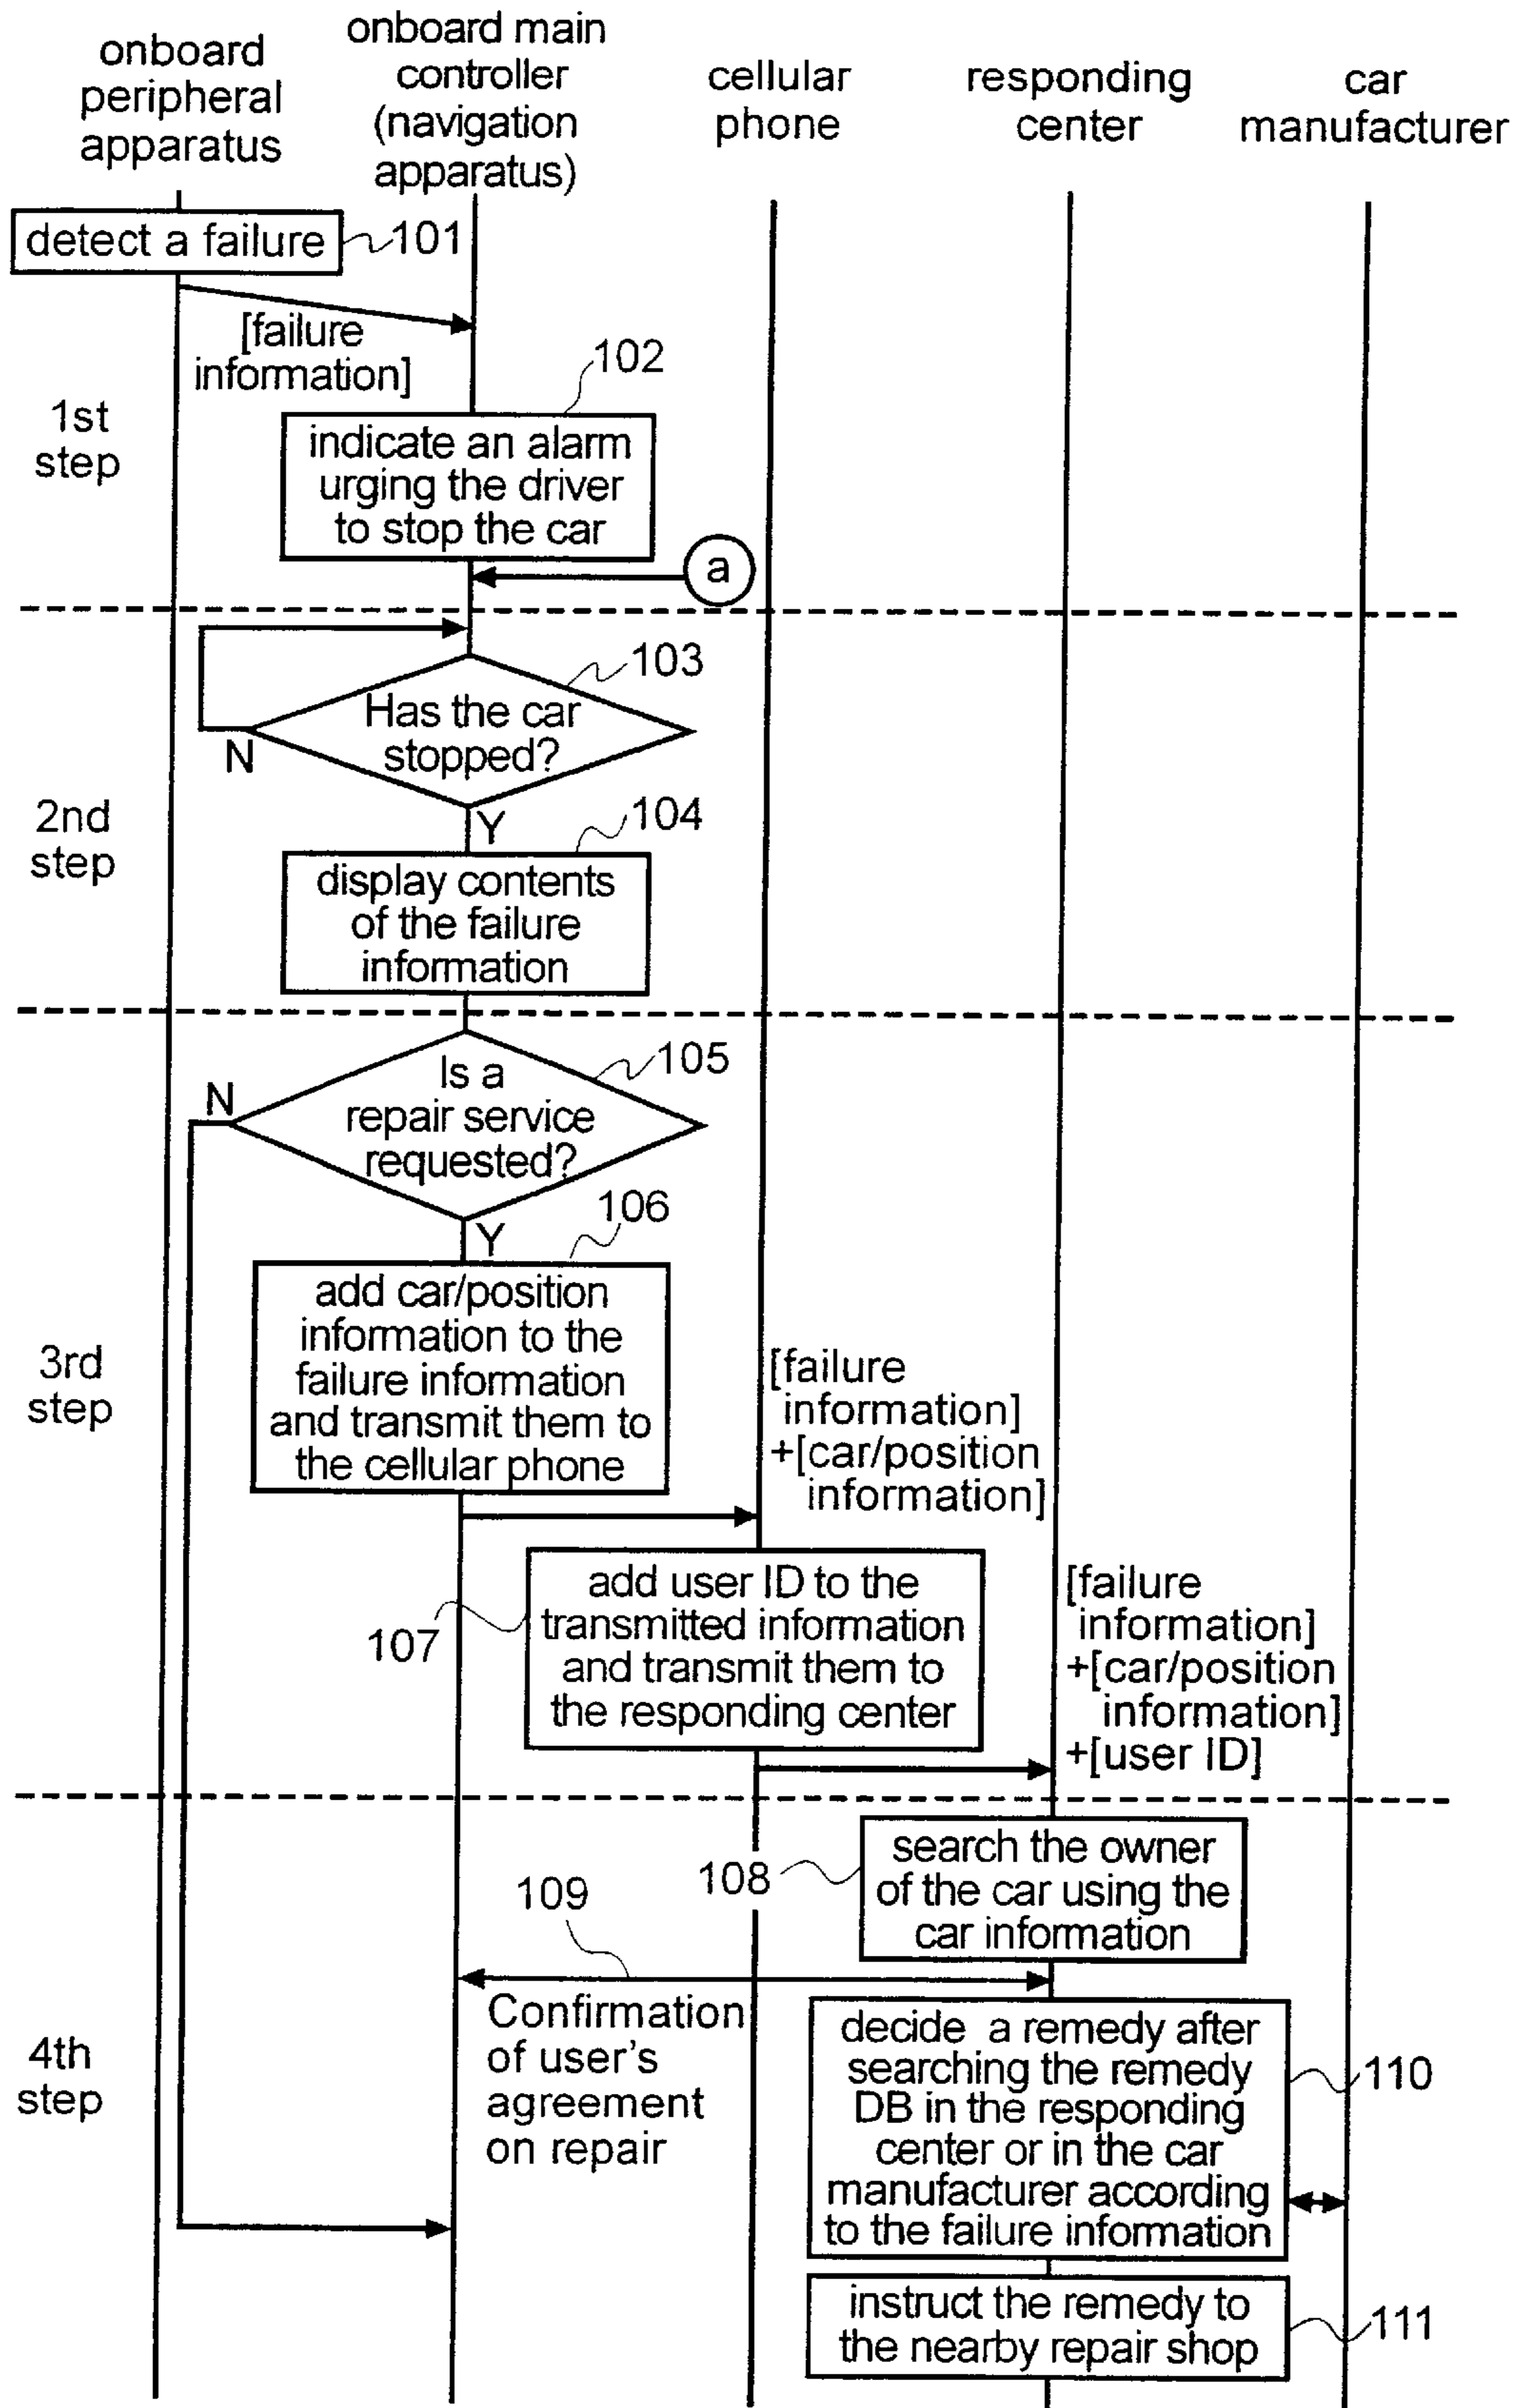 onboard
peripheral
apparatus
onboard main
controller
(navigation
apparatus)
cellular
phone
responding
center
car
manufacturer
detect a failure
101
[failure
information]
1st
step
102
indicate an alarm
urging the driver
to stop the car
a
103
Has the car
stopped?
N
Y
2nd
step
104
display contents
of the failure
information
105
Is a
repair service
requested?
N
Y
106
3rd
step
add car/position
information to the
failure information
and transmit them to
the cellular phone
[failure
information]
+[car/position
information]
107
add user ID to the
transmitted information
and transmit them to
the responding center
[failure
information]
+[car/position
information]
+[user ID]
108
search the owner
of the car using the
car information
109
Confirmation
of user's
agreement
on repair
4th
step
decide a remedy after
searching the remedy
DB in the responding
center or in the car
manufacturer according
to the failure information
110
instruct the remedy to
the nearby repair shop
111